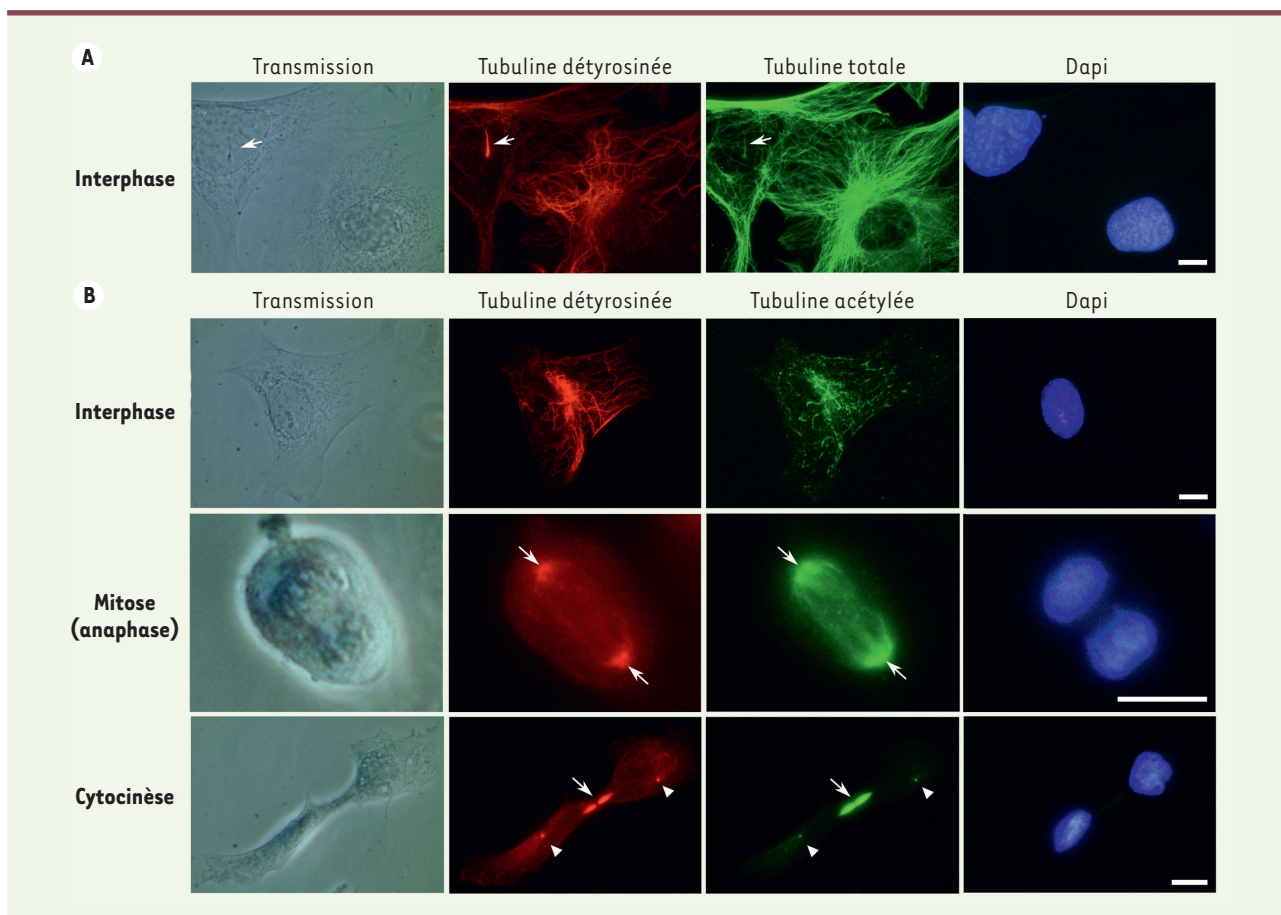 A
Transmission
Tubuline détyrosinée
Tubuline totale
Dapi
Interphase
B
Transmission
Tubuline détyrosinée
Tubuline acétylée
Dapi
Interphase
Mitose
(anaphase)
Cytocinèse